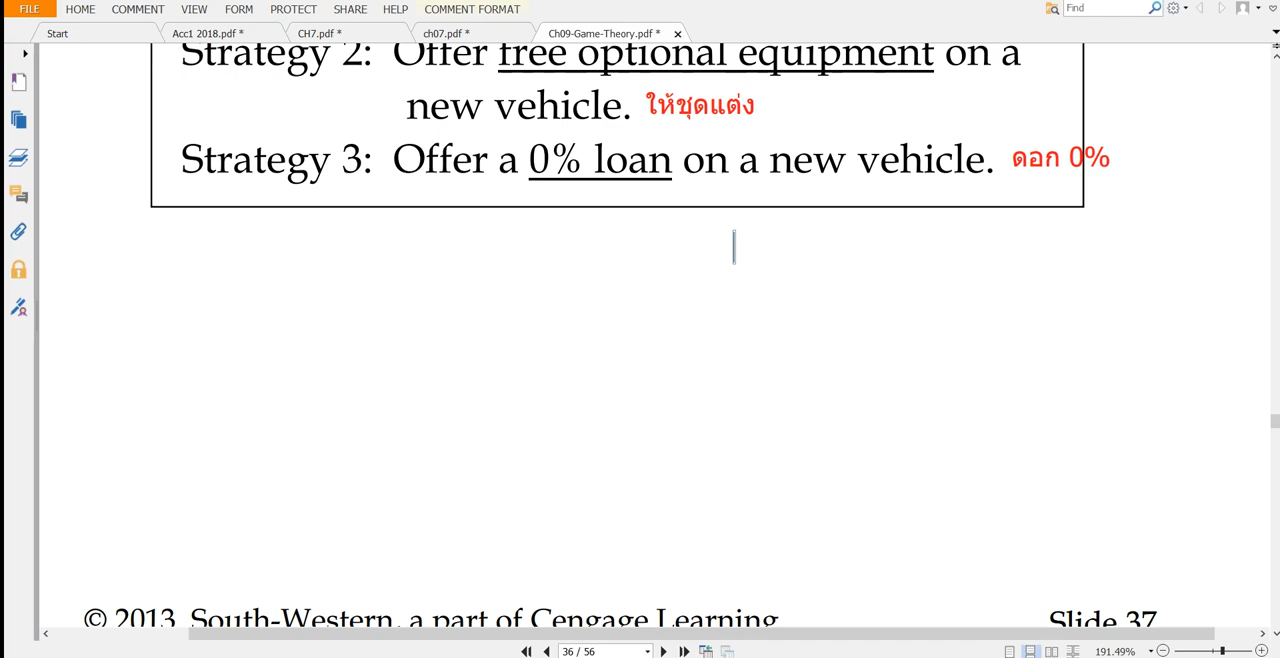 FILE HOME COMMENT VIEW FORM PROTECT SHARE HELP COMMENT FORMAT Find
Start Acc1 2018.pdf * CH7.pdf * ch07.pdf * Ch09-Game-Theory.pdf *
Strategy 2: Offer free optional equipment on a
new vehicle. ให้ชุดแต่ง
Strategy 3: Offer a 0% loan on a new vehicle. ดอก 0%
© 2013 South-Western, a part of Cengage Learning
Slide 37
36 / 56
191.49%